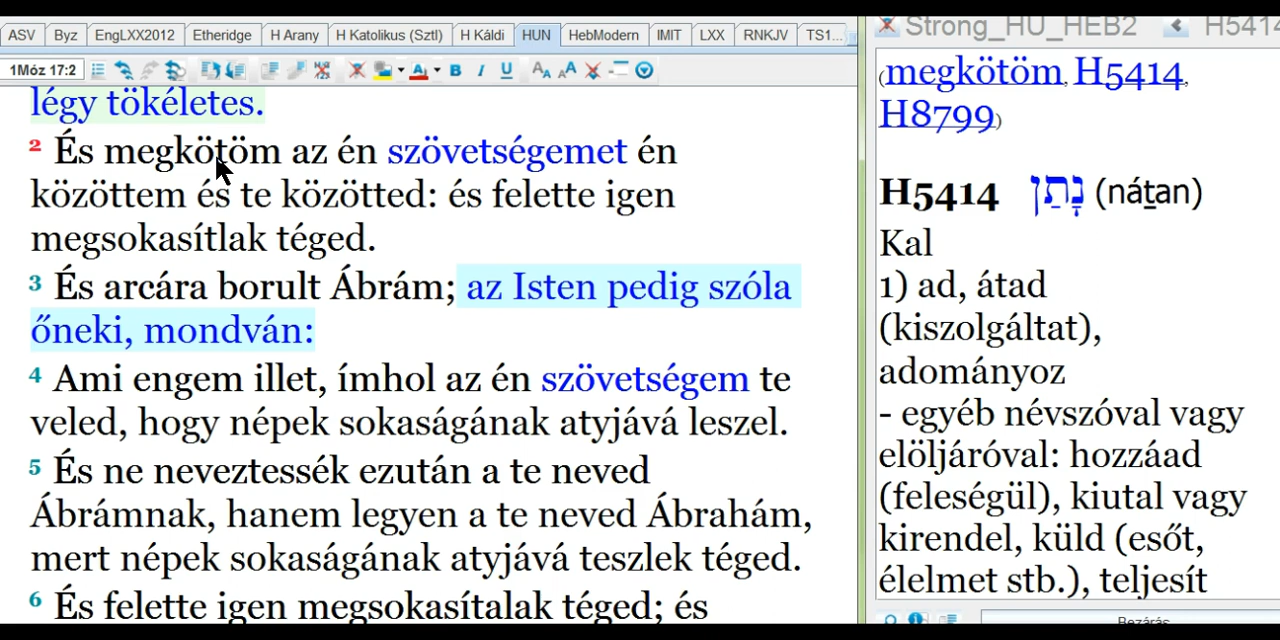 ASV Byz EngLXX2012 Etheridge H Arany H Katolikus (Sztl) H Káldi HUN HebModern IMIT LXX RNKJV TS1...
1Móz 17:2
légy tökéletes.
2 És megkötöm az én szövetségemet én
közöttem és te közötted: és felette igen
megsokasítlak téged.
3 És arcára borult Ábrám; az Isten pedig szóla
őneki, mondván:
4 Ami engem illet, ímhol az én szövetségem te
veled, hogy népek sokaságának atyjává leszel.
5 És ne neveztessék ezután a te neved
Ábrámnak, hanem legyen a te neved Ábrahám,
mert népek sokaságának atyjává teszlek téged.
6 És felette igen megsokasítalak téged; és
Strong_HU_HEB2 H5414
(megkötöm, H5414,
H8799)
H5414 נָתַן (nátan)
Kal
1) ad, átad
(kiszolgáltat),
adományoz
- egyéb névszóval vagy
elöljáróval: hozzáad
(feleségül), kiutal vagy
kirendel, küld (esőt,
élelmet stb.), teljesít
Bezárás